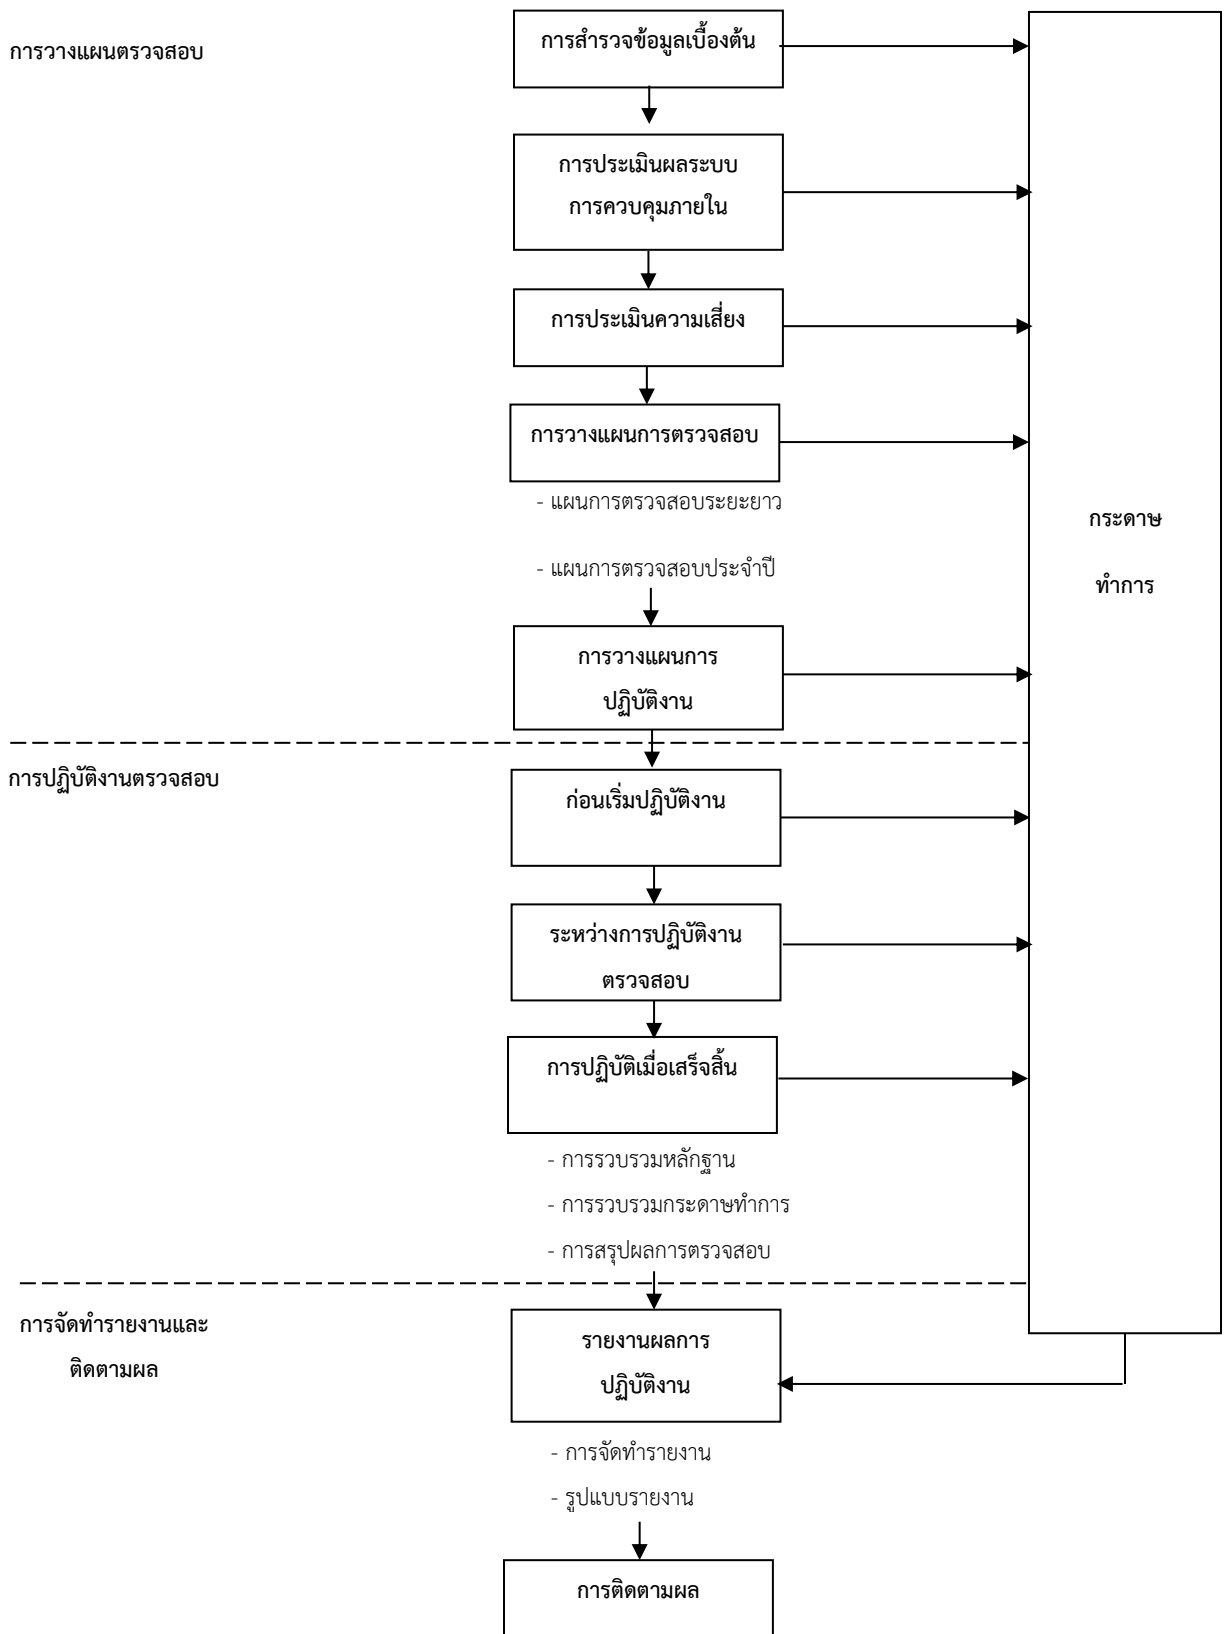 การวางแผนตรวจสอบ
การสำรวจข้อมูลเบื้องต้น
การประเมินผลระบบ
การควบคุมภายใน
การประเมินความเสี่ยง
การวางแผนการตรวจสอบ
- แผนการตรวจสอบระยะยาว
- แผนการตรวจสอบประจำปี
กระดาษ
ทำการ
การวางแผนการ
ปฏิบัติงาน
การปฏิบัติงานตรวจสอบ
ก่อนเริ่มปฏิบัติงาน
ระหว่างการปฏิบัติงาน
ตรวจสอบ
การปฏิบัติเมื่อเสร็จสิ้น
- การรวบรวมหลักฐาน
- การรวบรวมกระดาษทำการ
- การสรุปผลการตรวจสอบ
การจัดทำรายงานและ
ติดตามผล
รายงานผลการ
ปฏิบัติงาน
- การจัดทำรายงาน
- รูปแบบรายงาน
การติดตามผล